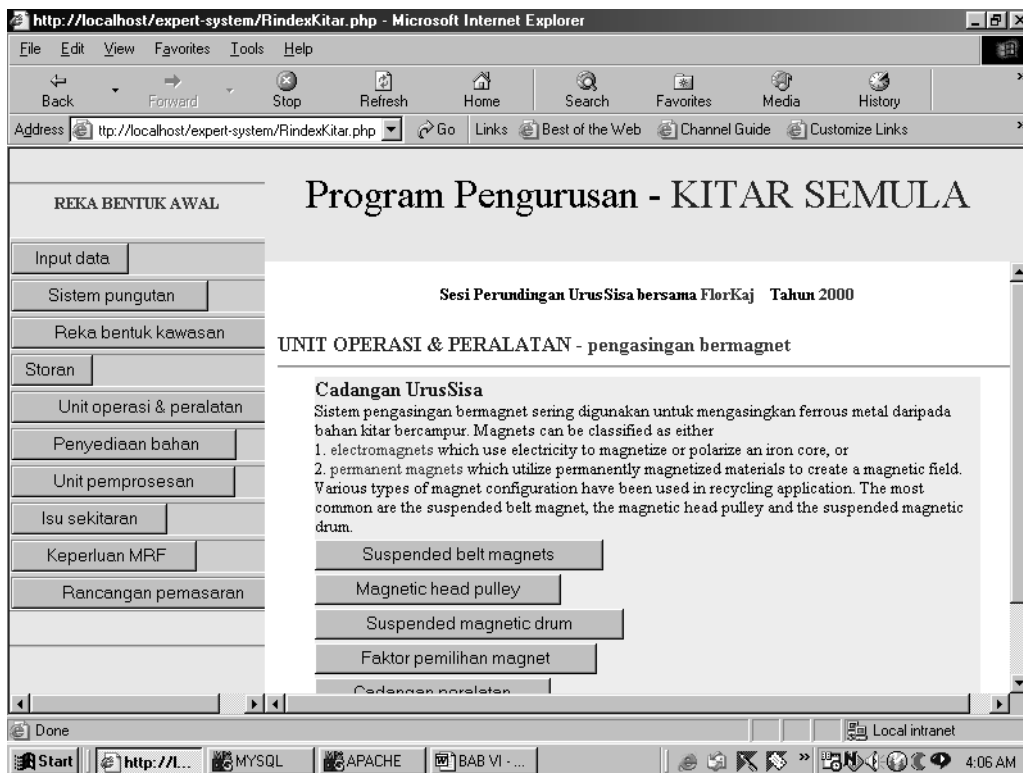 http://localhost/expert-system/RindexKitar.php - Microsoft Internet Explorer
File Edit View Favorites Tools Help
Back Forward Stop Refresh Home Search Favorites Media History
Address ttp://localhost/expert-system/RindexKitar.php Go Links Best of the Web Channel Guide Customize Links
REKA BENTUK AWAL
Input data
Sistem pungutan
Reka bentuk kawasan
Storan
Unit operasi & peralatan
Penyediaan bahan
Unit pemprosesan
Isu sekitaran
Keperluan MRF
Rancangan pemasaran
Program Pengurusan - KITAR SEMULA
Sesi Perundingan UrusSisa bersama FlorKaj Tahun 2000
UNIT OPERASI & PERALATAN - pengasingan bermagnet
Cadangan UrusSisa
Sistem pengasingan bermagnet sering digunakan untuk mengasingkan ferrous metal daripada
bahan kitar bercampur. Magnets can be classified as either
1. electromagnets which use electricity to magnetize or polarize an iron core, or
2. permanent magnets which utilize permanently magnetized materials to create a magnetic field.
Various types of magnet configuration have been used in recycling application. The most
common are the suspended belt magnet, the magnetic head pulley and the suspended magnetic
drum.
Suspended belt magnets
Magnetic head pulley
Suspended magnetic drum
Faktor pemilihan magnet
Cadangan peralatan
Done Local intranet
Start http://l... MYSQL APACHE BAB VI - ... 4:06 AM